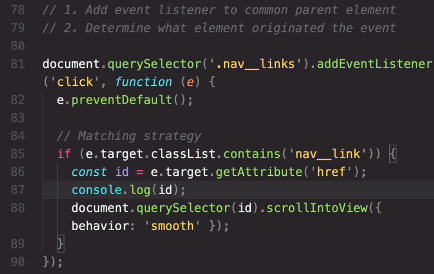 78 // 1. Add event listener to common parent element
79 // 2. Determine what element originated the event
80
81 document.querySelector('.nav__links').addEventListener
('click', function (e) {
82 e.preventDefault();
83
84 // Matching strategy
85 if (e.target.classList.contains('nav__link')) {
86 const id = e.target.getAttribute('href');
87 console.log(id);
88 document.querySelector(id).scrollIntoView({
behavior: 'smooth' });
89 }
90 });